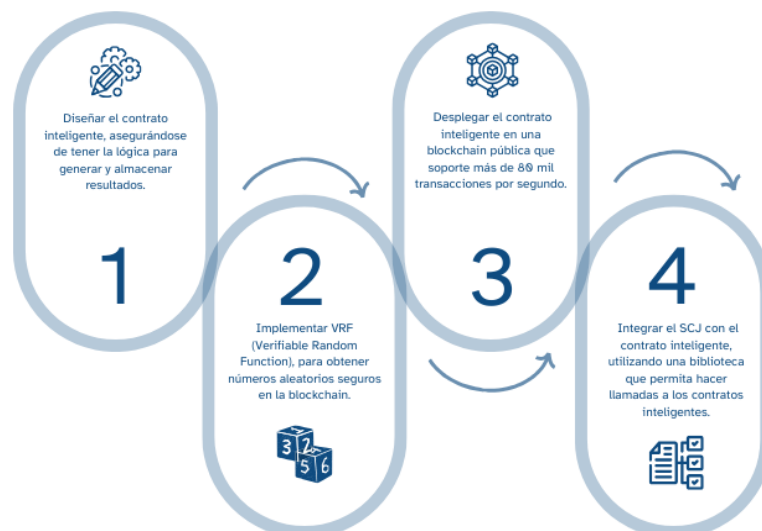 Diseñar el contrato
inteligente, asegurándose
de tener la lógica para
generar y almacenar
resultados.
1
2
Implementar VRF
(Verifiable Random
Function), para obtener
números aleatorios seguros
en la blockchain.
3 2 1
5 6
Desplegar el contrato
inteligente en una
blockchain pública que
soporte más de 80 mil
transacciones por segundo.
3
4
Integrar el SCJ con el
contrato inteligente,
utilizando una biblioteca
que permita hacer
llamadas a los contratos
inteligentes.